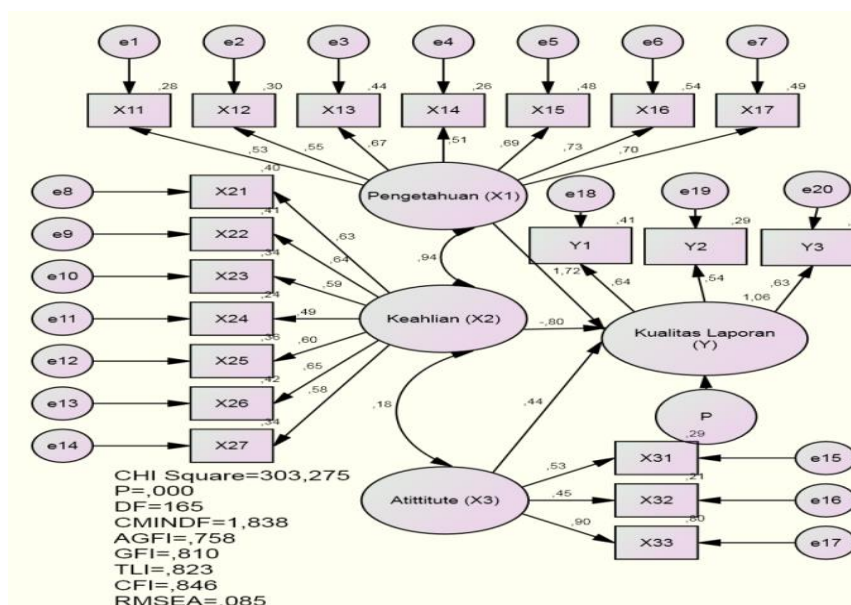 e1 e2 e3 e4 e5 e6 e7
,28 ,30 ,44 ,26 ,48 ,54 ,49
X11 X12 X13 X14 X15 X16 X17
,53 ,55 ,67 ,51 ,69 ,73 ,70
Pengetahuan (X1)
e8 X21 ,40
e9 X22 ,41
e10 X23 ,34
e11 X24 ,24
e12 X25 ,36
e13 X26 ,42
e14 X27 ,34
,63
,64
,59
,49
,60
,65
,58
Keahlian (X2)
,94
,18
e18 e19 e20
,41 ,29
Y1 Y2 Y3
,64 ,54 ,63
1,72
1,06
-,80
,44
Kualitas Laporan
(Y)
P
Atittitute (X3)
,53
,45
,90
,29
X31 e15
,21
X32 e16
,80
X33 e17
CHI Square=303,275
P=,000
DF=165
CMINDF=1,838
AGFI=,758
GFI=,810
TLI=,823
CFI=,846
RMSEA=,085